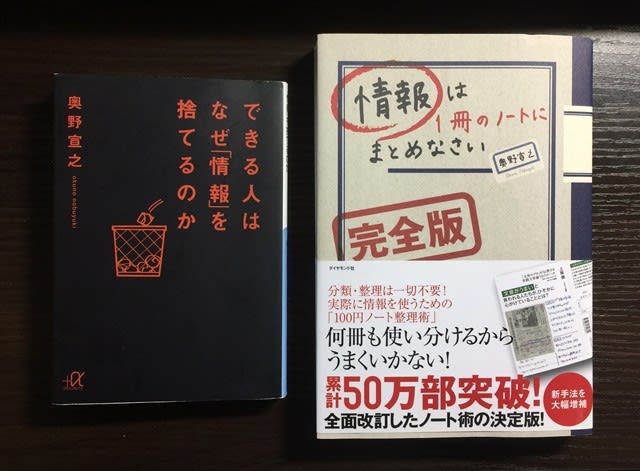 できる人は
なぜ「情報」を
捨てるのか
奥野宣之
okuno nobuyuki
+α
情報は
1冊のノートに
まとめなさい
奥野宣之
完全版
ダイヤモンド社
分類・整理は一切不要!
実際に情報を使うための
「100円ノート整理術」
何冊も使い分けるから
うまくいかない!
累計50万部突破!
全面改訂したノート術の決定版!
新手法を
大幅増補